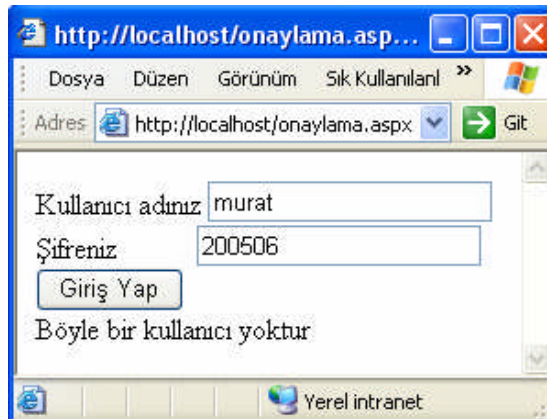 http://localhost/onaylama.asp...
Dosya Düzen Görünüm Sık Kullanılanl »
Adres http://localhost/onaylama.aspx Git
Kullanıcı adınız murat
Şifreniz 200506
Giriş Yap
Böyle bir kullanıcı yoktur
Yerel intranet